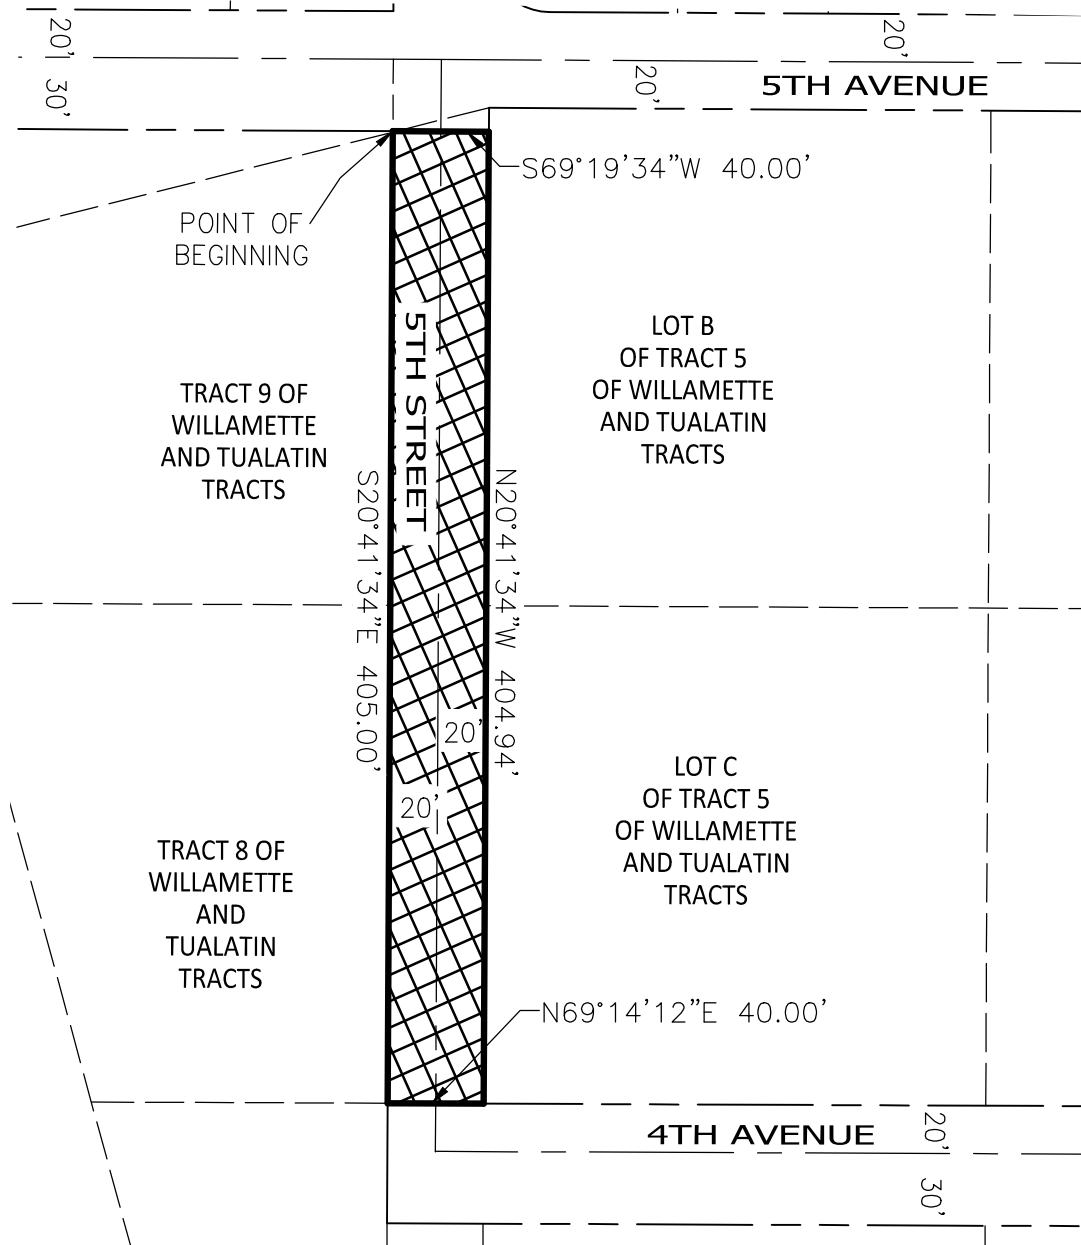 20'
20'
30'
20'
5TH AVENUE
S69°19'34"W 40.00'
POINT OF
BEGINNING
5TH STREET
LOT B
OF TRACT 5
OF WILLAMETTE
AND TUALATIN
TRACTS
TRACT 9 OF
WILLAMETTE
AND TUALATIN
TRACTS
S20°41'34"E 405.00'
N20°41'34"W 404.94'
20'
20'
LOT C
OF TRACT 5
OF WILLAMETTE
AND TUALATIN
TRACTS
TRACT 8 OF
WILLAMETTE
AND
TUALATIN
TRACTS
N69°14'12"E 40.00'
4TH AVENUE
20'
30'